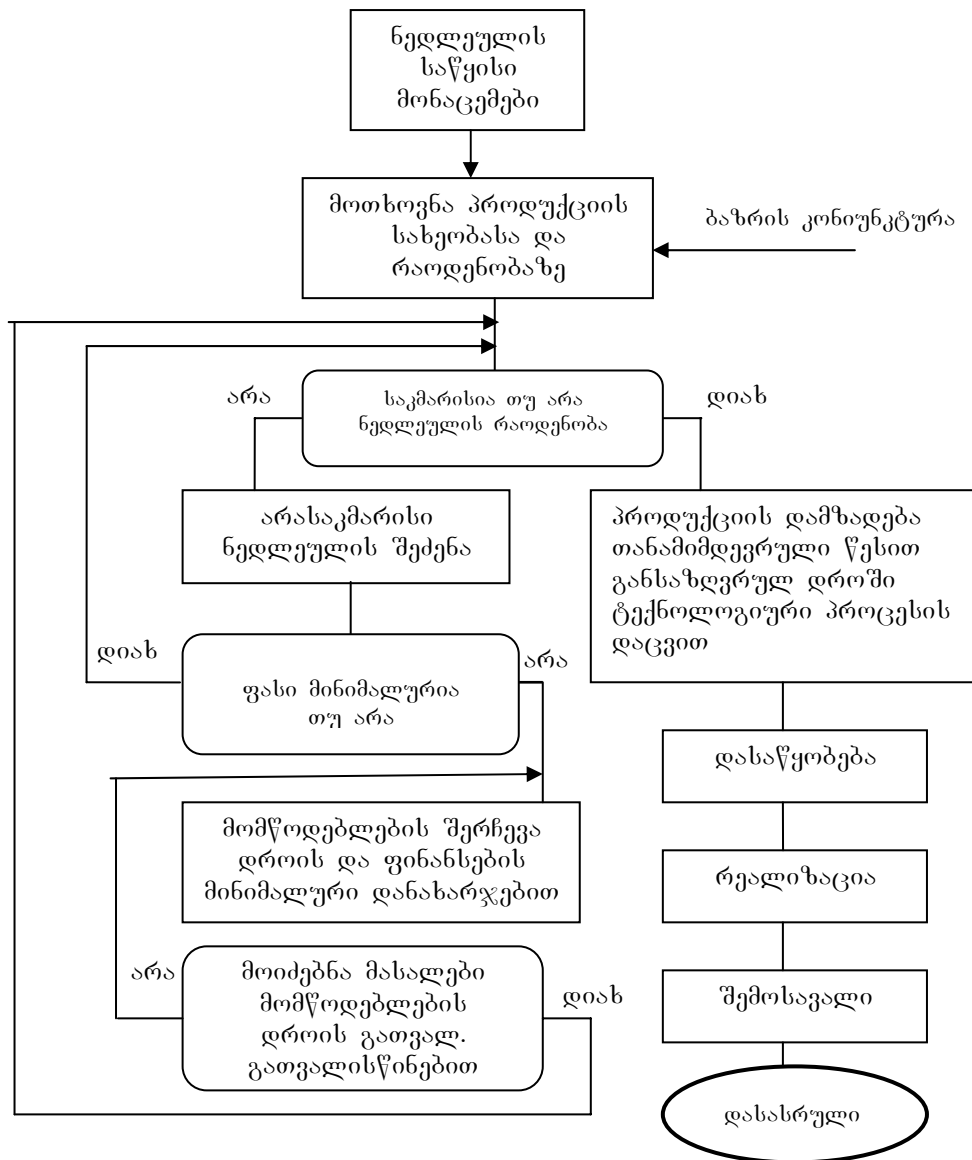 ნედლეულის
საწყისი
მონაცემები
მოთხოვნა პროდუქციის
სახეობასა და
რაოდენობაზე
ბაზრის კონიუნკტურა
არა
საკმარისია თუ არა
ნედლეულის რაოდენობა
დიახ
არასაკმარისი
ნედლეულის შეძენა
პროდუქციის დამზადება
თანამიმდევრული წესით
განსაზღვრულ დროში
ტექნოლოგიური პროცესის
დაცვით
დიახ
ფასი მინიმალურია
თუ არა
არა
დასაწყობება
მომწოდებლების შერჩევა
დროის და ფინანსების
მინიმალური დანახარჯებით
რეალიზაცია
არა
მოიძებნა მასალები
მომწოდებლების
დროის გათვალ.
გათვალისწინებით
დიახ
შემოსავალი
დასასრული